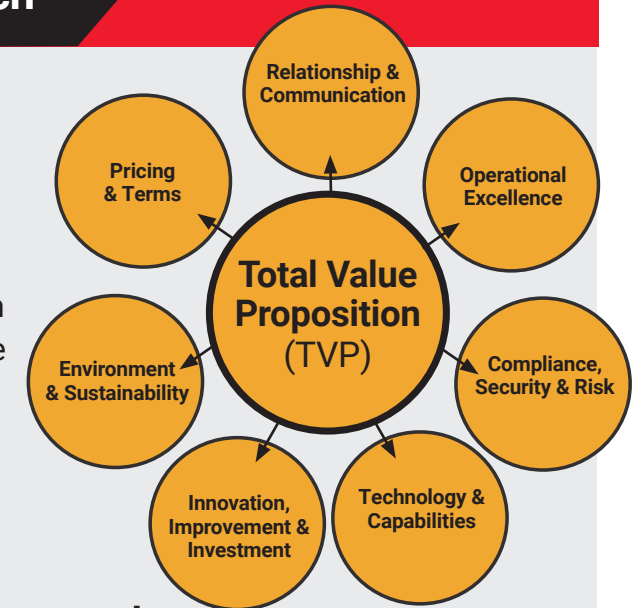 Relationship &
Communication
Operational
Excellence
Compliance,
Security & Risk
Technology &
Capabilities
Innovation,
Improvement &
Investment
Environment
& Sustainability
Pricing
& Terms
Total Value
Proposition
(TVP)